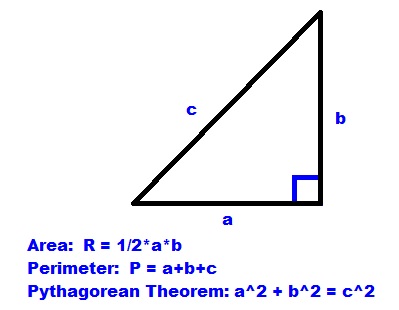 c
b
a
Area:  R = 1/2*a*b
Perimeter:  P = a+b+c
Pythagorean Theorem: a^2 + b^2 = c^2